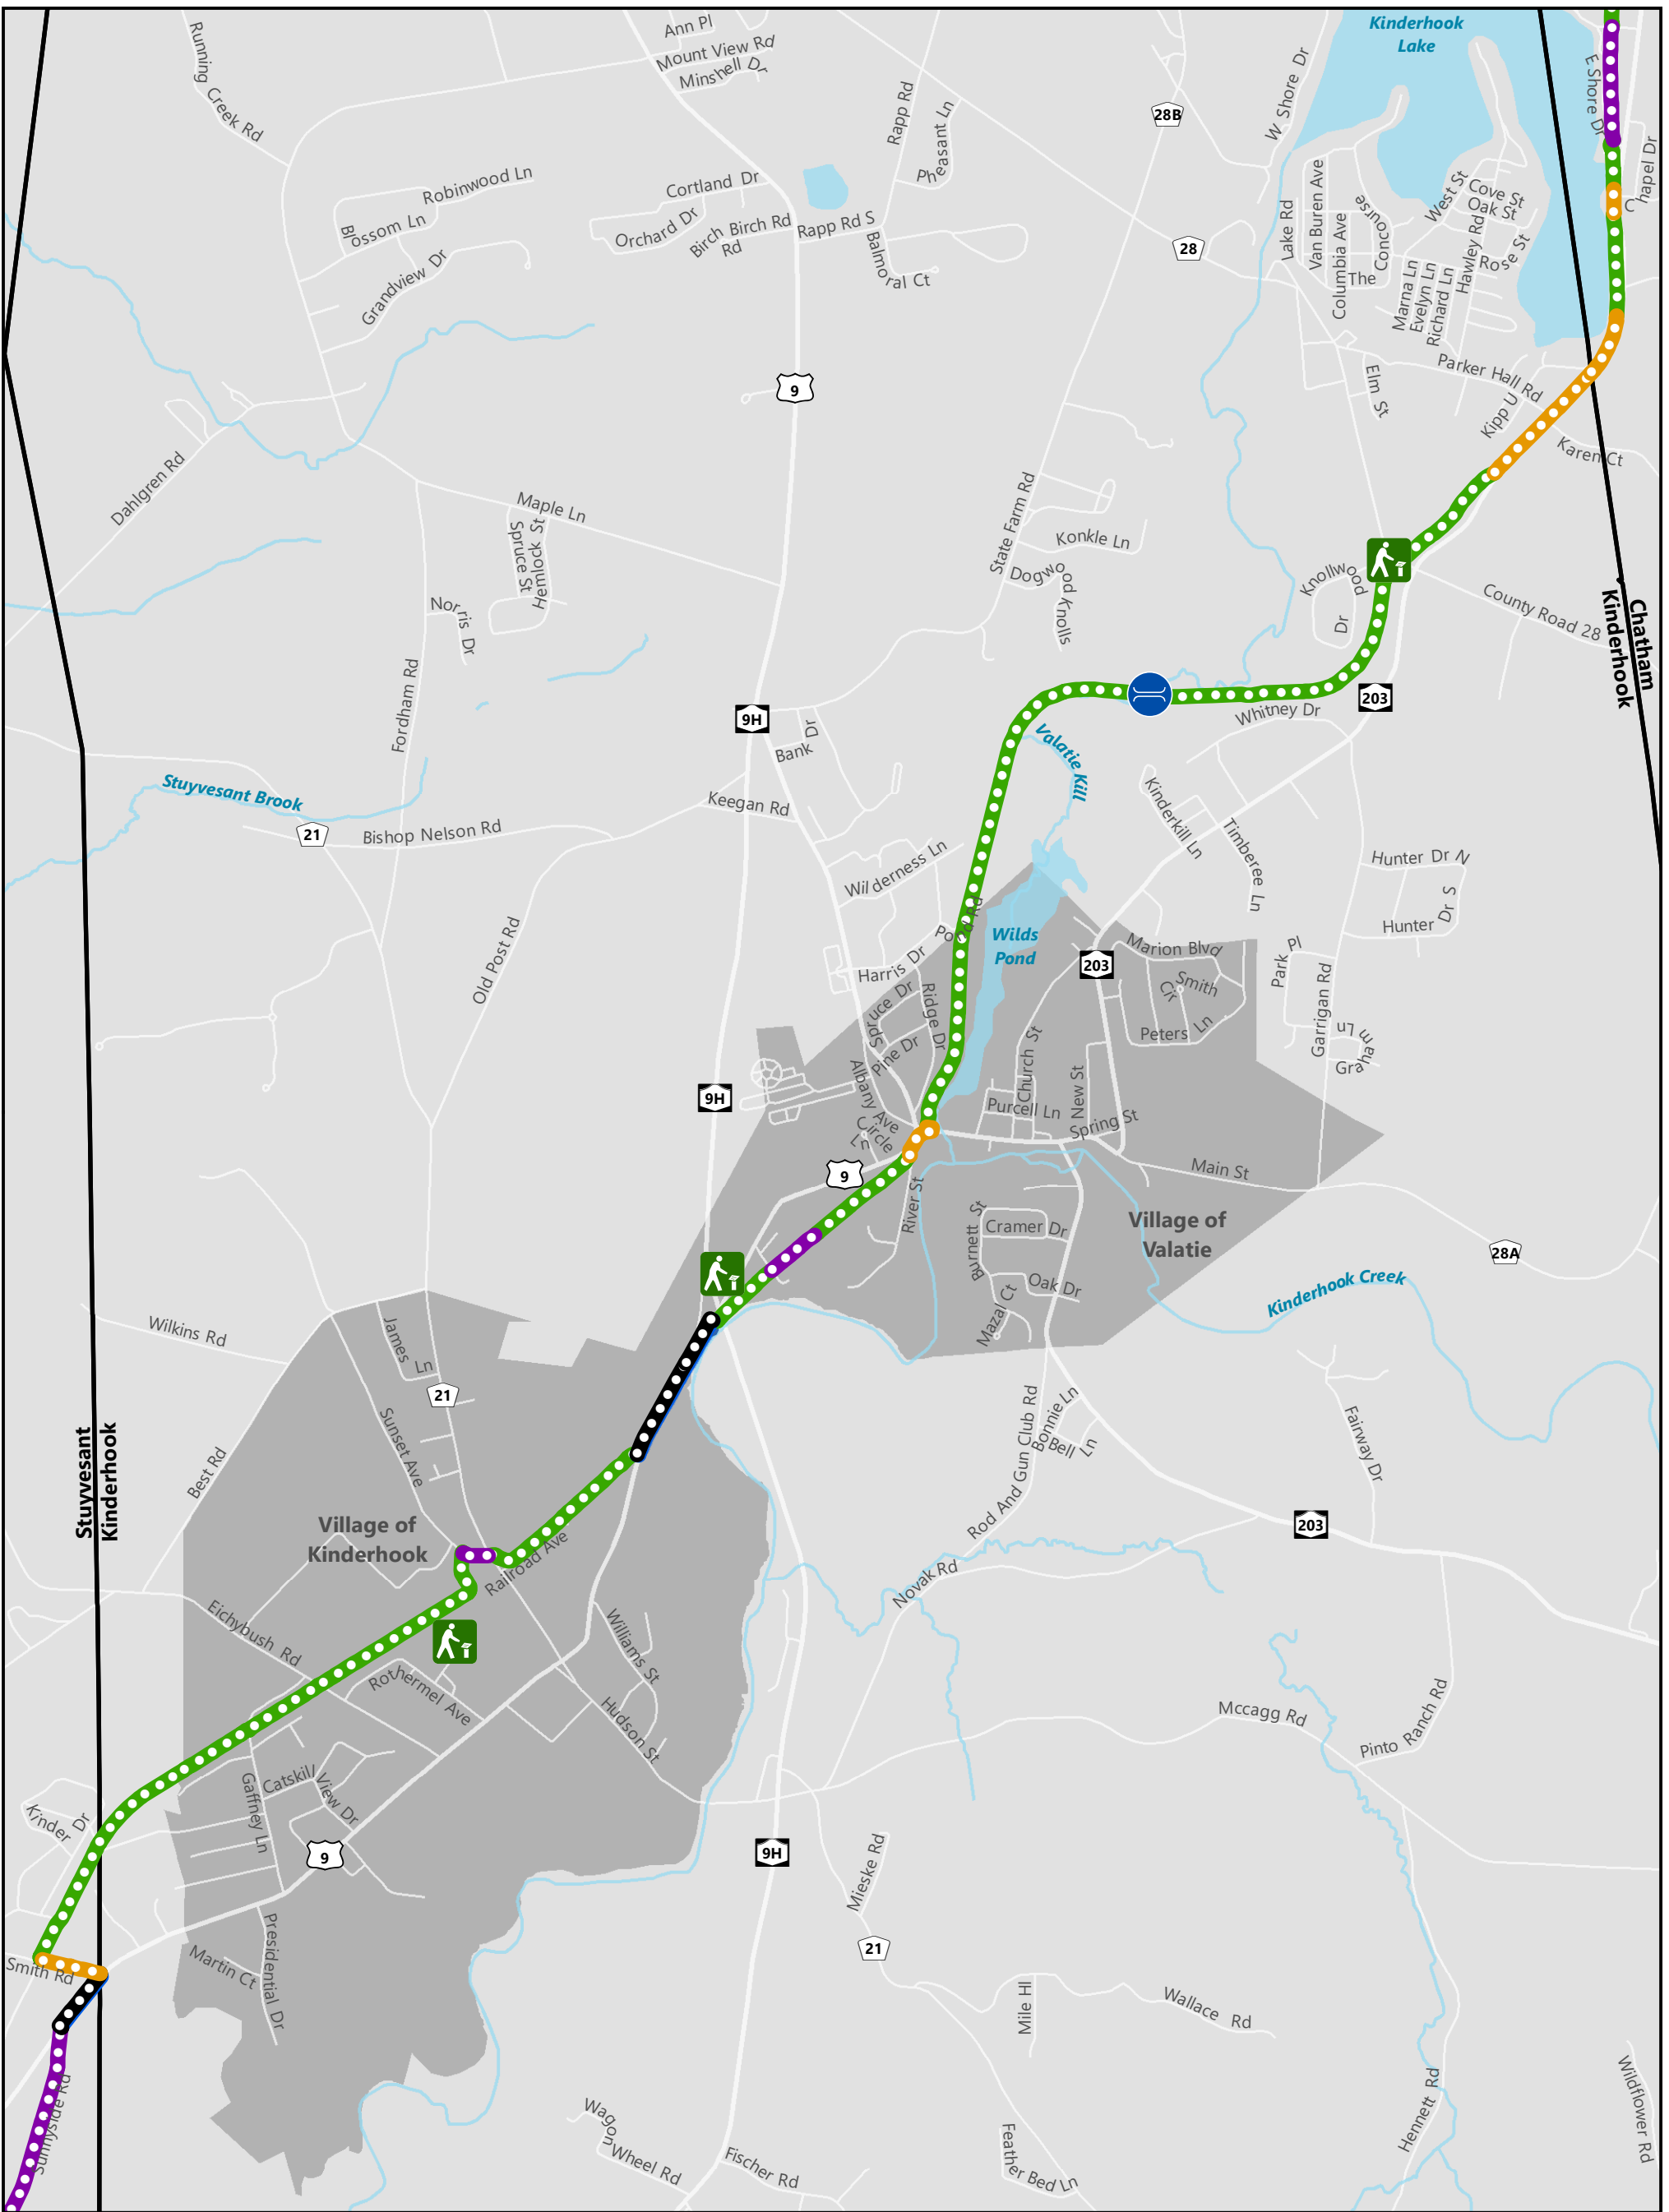 Kinderhook
Lake
Ann Pl
Mount View Rd
Minshell Dr
Running Creek Rd
Rapp Rd
Pheasant Ln
28B
W Shore Dr
E Shore Dr
Chapel Dr
Robinwood Ln
Blossom Ln
Grandview Dr
Cortland Dr
Orchard Dr
Birch
Rd
Birch Rd
Rapp Rd S
Balmoral Ct
28
Lake Rd
Van Buren Ave
Columbia Ave
The Concourse
West St
Cove St
Oak St
Hawley Rd
Rose St
Marna Ln
Evelyn Ln
Richard Ln
Parker Hall Rd
Elm St
Kipp U
Karen Ct
9
Dahlgren Rd
Maple Ln
Spruce St
Hemlock St
State Farm Rd
Konkle Ln
Dogwood Knolls
Knollwood Dr
County Road 28
Chatham
Kinderhook
Norris Dr
Fordham Rd
9H
Bank Dr
Whitney Dr
203
Valatie Kill
Stuyvesant Brook
21
Bishop Nelson Rd
Keegan Rd
Kinderkill Ln
Timberee Ln
Hunter Dr N
Hunter Dr S
Wilderness Ln
Pond Rd
Wilds
Pond
Old Post Rd
Harris Dr
Spruce Dr
Ridge Dr
Pine Dr
203
Marion Blvd
Smith Cir
Peters Ln
Park Pl
Garrigan Rd
Graham Ln
9H
Albany Ave
Circle Ln
Church St
Purcell Ln
New St
Spring St
Main St
9
River St
Burnett St
Cramer Dr
Oak Dr
Mazal Ct
Village of
Valatie
28A
Kinderhook Creek
Wilkins Rd
James Ln
21
Sunset Ave
Best Rd
Stuyvesant
Kinderhook
Village of
Kinderhook
Railroad Ave
Rod And Gun Club Rd
Bonnie Ln
Bell Ln
Fairway Dr
203
Novak Rd
Eichybush Rd
Rothermel Ave
Williams St
Hudson St
Mccagg Rd
Pinto Ranch Rd
Kinder Dr
Gaffney Ln
Catskill View Dr
9
9H
Mieske Rd
Smith Rd
Martin Ct
Presidential Dr
21
Mile Hl
Wallace Rd
Sunnyside Rd
Wagon Wheel Rd
Fischer Rd
Feather Bed Ln
Hennett Rd
Wildflower Rd